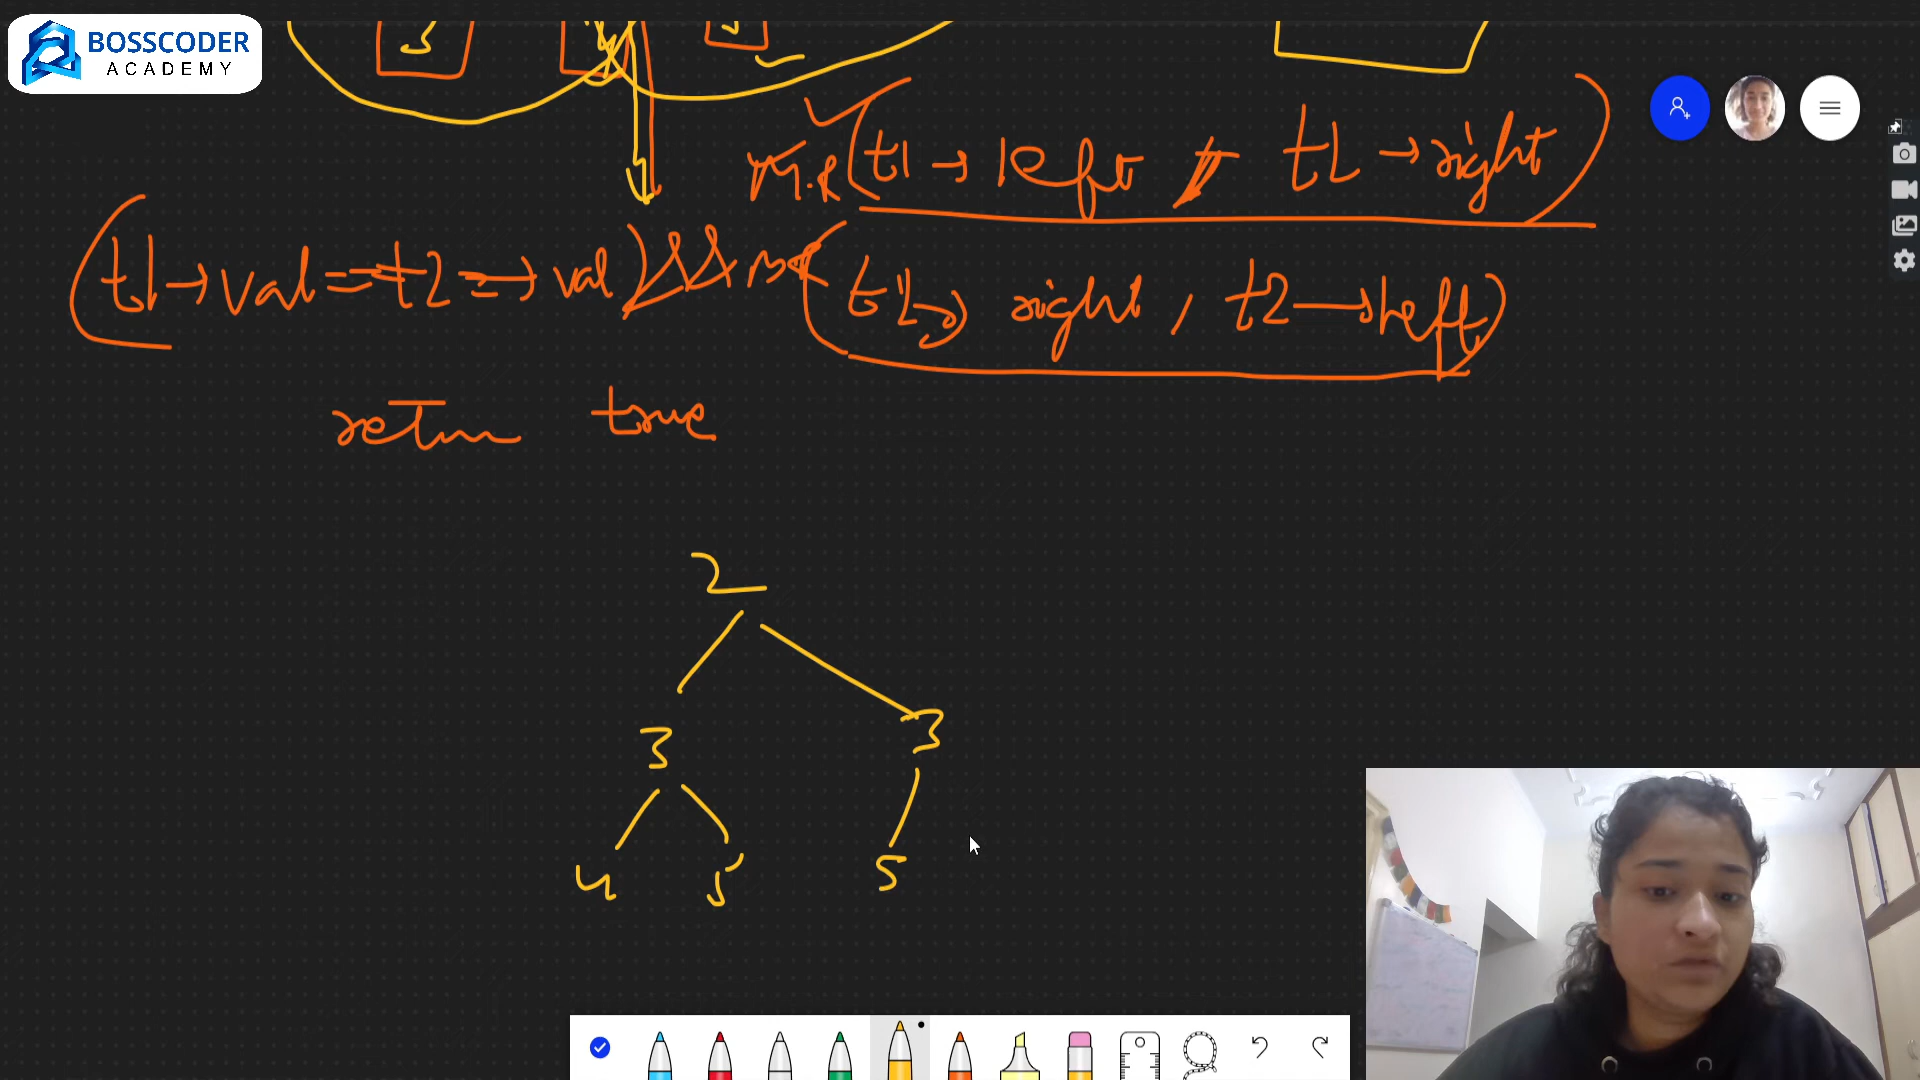 BOSSCODER
ACADEMY
M.R (t1 → left, t2 → right)
(t1 → val == t2 → val) && MR (t1 → right, t2 → left)
return true
2
3 3
4 5 5